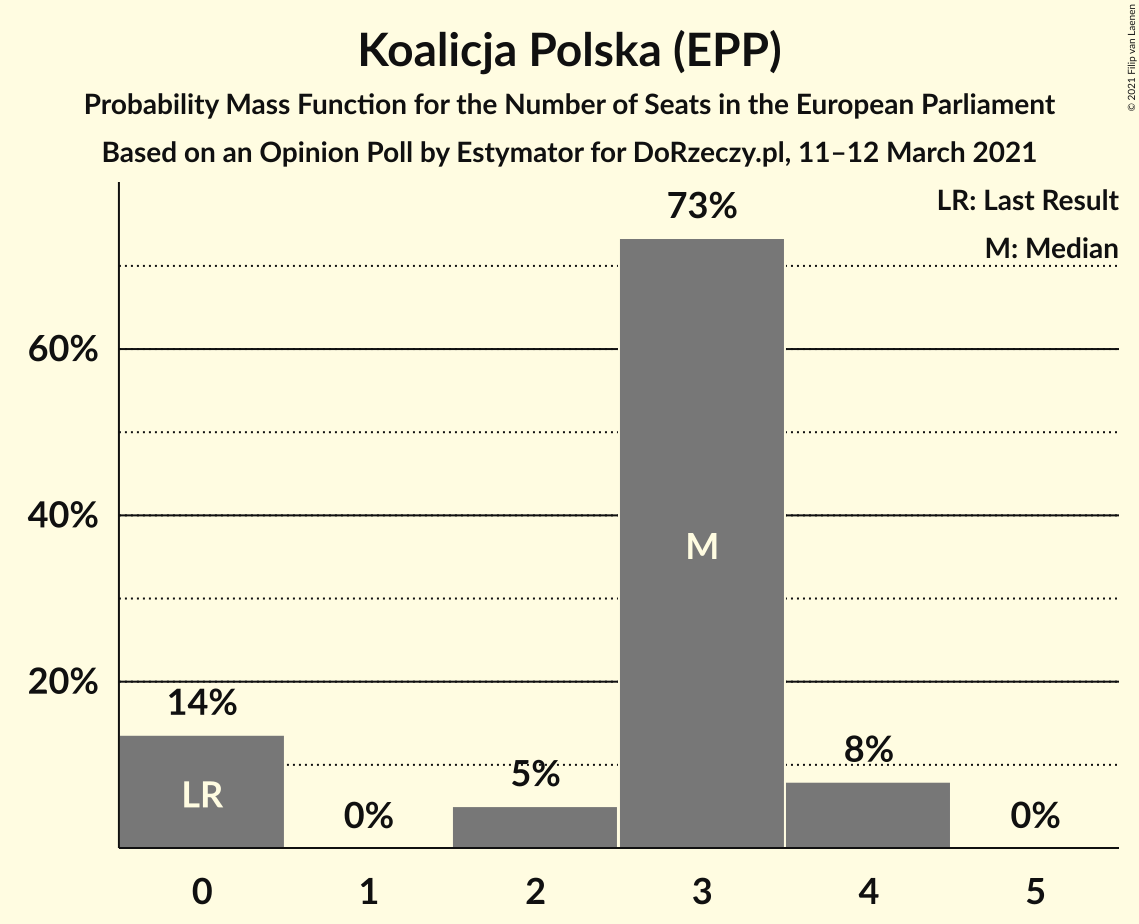 Koalicja Polska (EPP)
Probability Mass Function for the Number of Seats in the European Parliament
Based on an Opinion Poll by Estymator for DoRzeczy.pl, 11–12 March 2021
© 2021 Filip van Laenen
LR: Last Result
M: Median
73%
60%
40%
20%
14%
0%
5%
8%
0%
M
LR
0 1 2 3 4 5